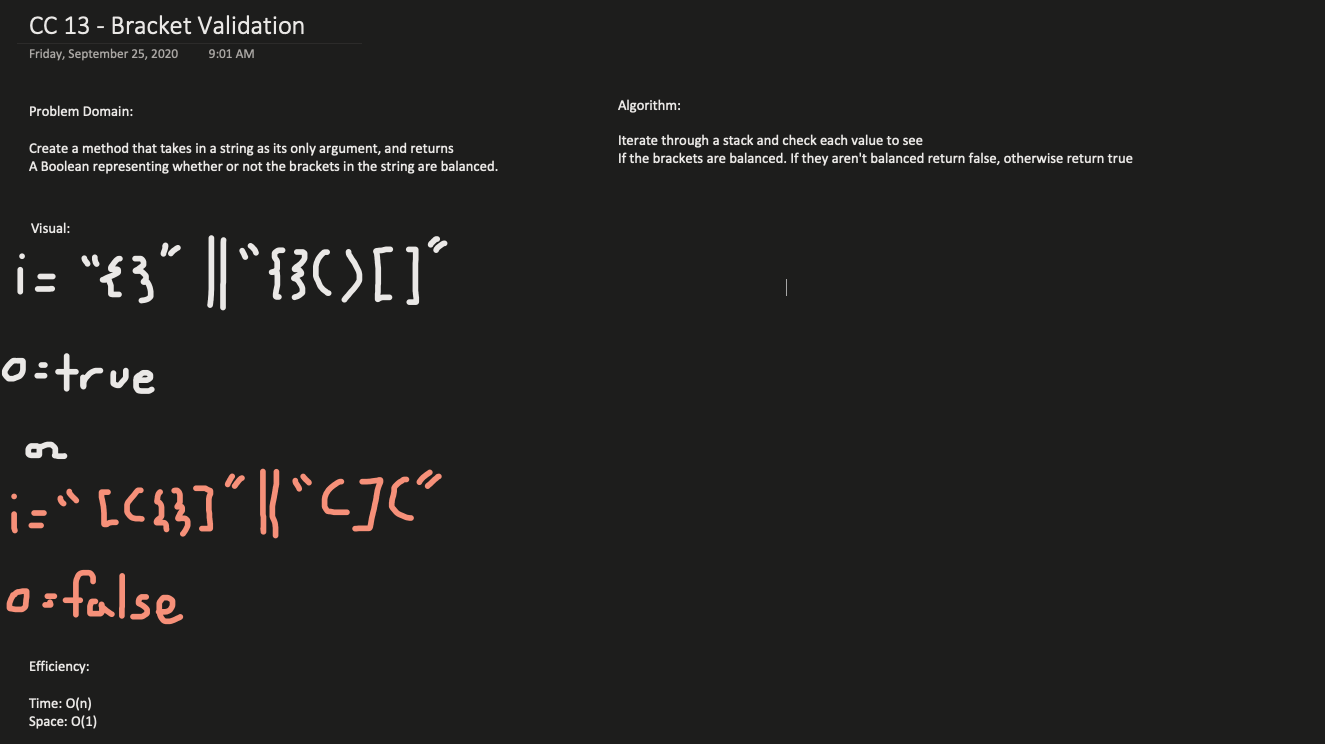 CC 13 - Bracket Validation
Friday, September 25, 2020 9:01 AM
Problem Domain:
Create a method that takes in a string as its only argument, and returns
A Boolean representing whether or not the brackets in the string are balanced.
Visual:
i= "{}" || "{}()[]"
o=true
or
i="[({}]" || "(]("
o=false
Efficiency:
Time: O(n)
Space: O(1)
Algorithm:
Iterate through a stack and check each value to see
If the brackets are balanced. If they aren't balanced return false, otherwise return true